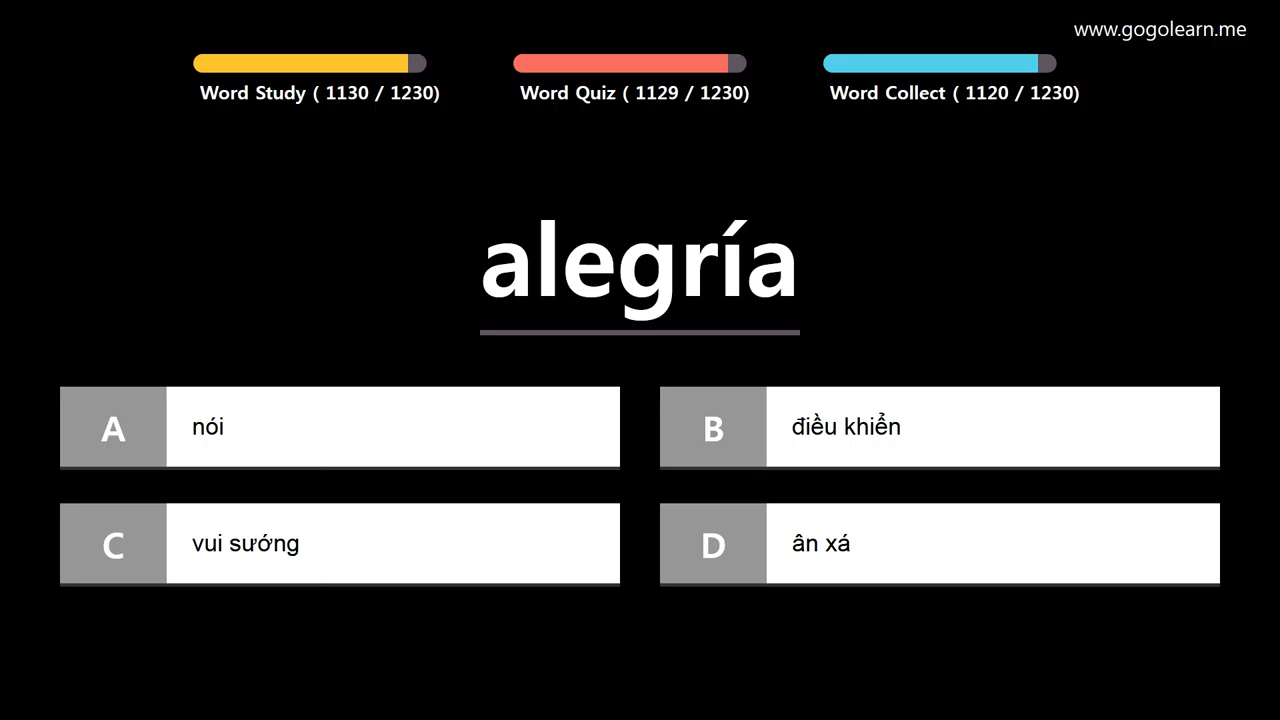 www.gogolearn.me
Word Study ( 1130 / 1230)
Word Quiz ( 1129 / 1230)
Word Collect ( 1120 / 1230)
alegría
A nói
B điều khiển
C vui sướng
D ân xá